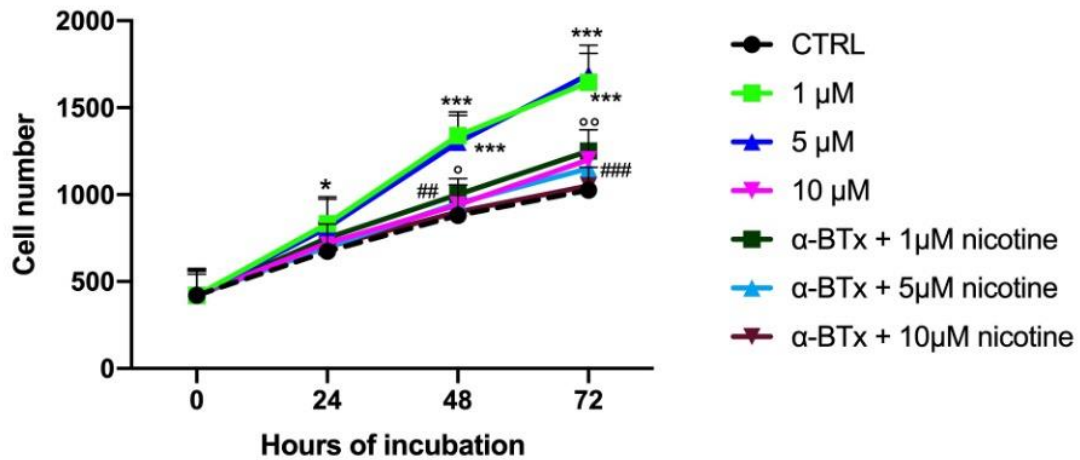 2000
1500
1000
500
0
Cell number
0
24
48
72
Hours of incubation
*
***
***
##
°
***
***
°°
###
CTRL
1 µM
5 µM
10 µM
α-BTx + 1µM nicotine
α-BTx + 5µM nicotine
α-BTx + 10µM nicotine